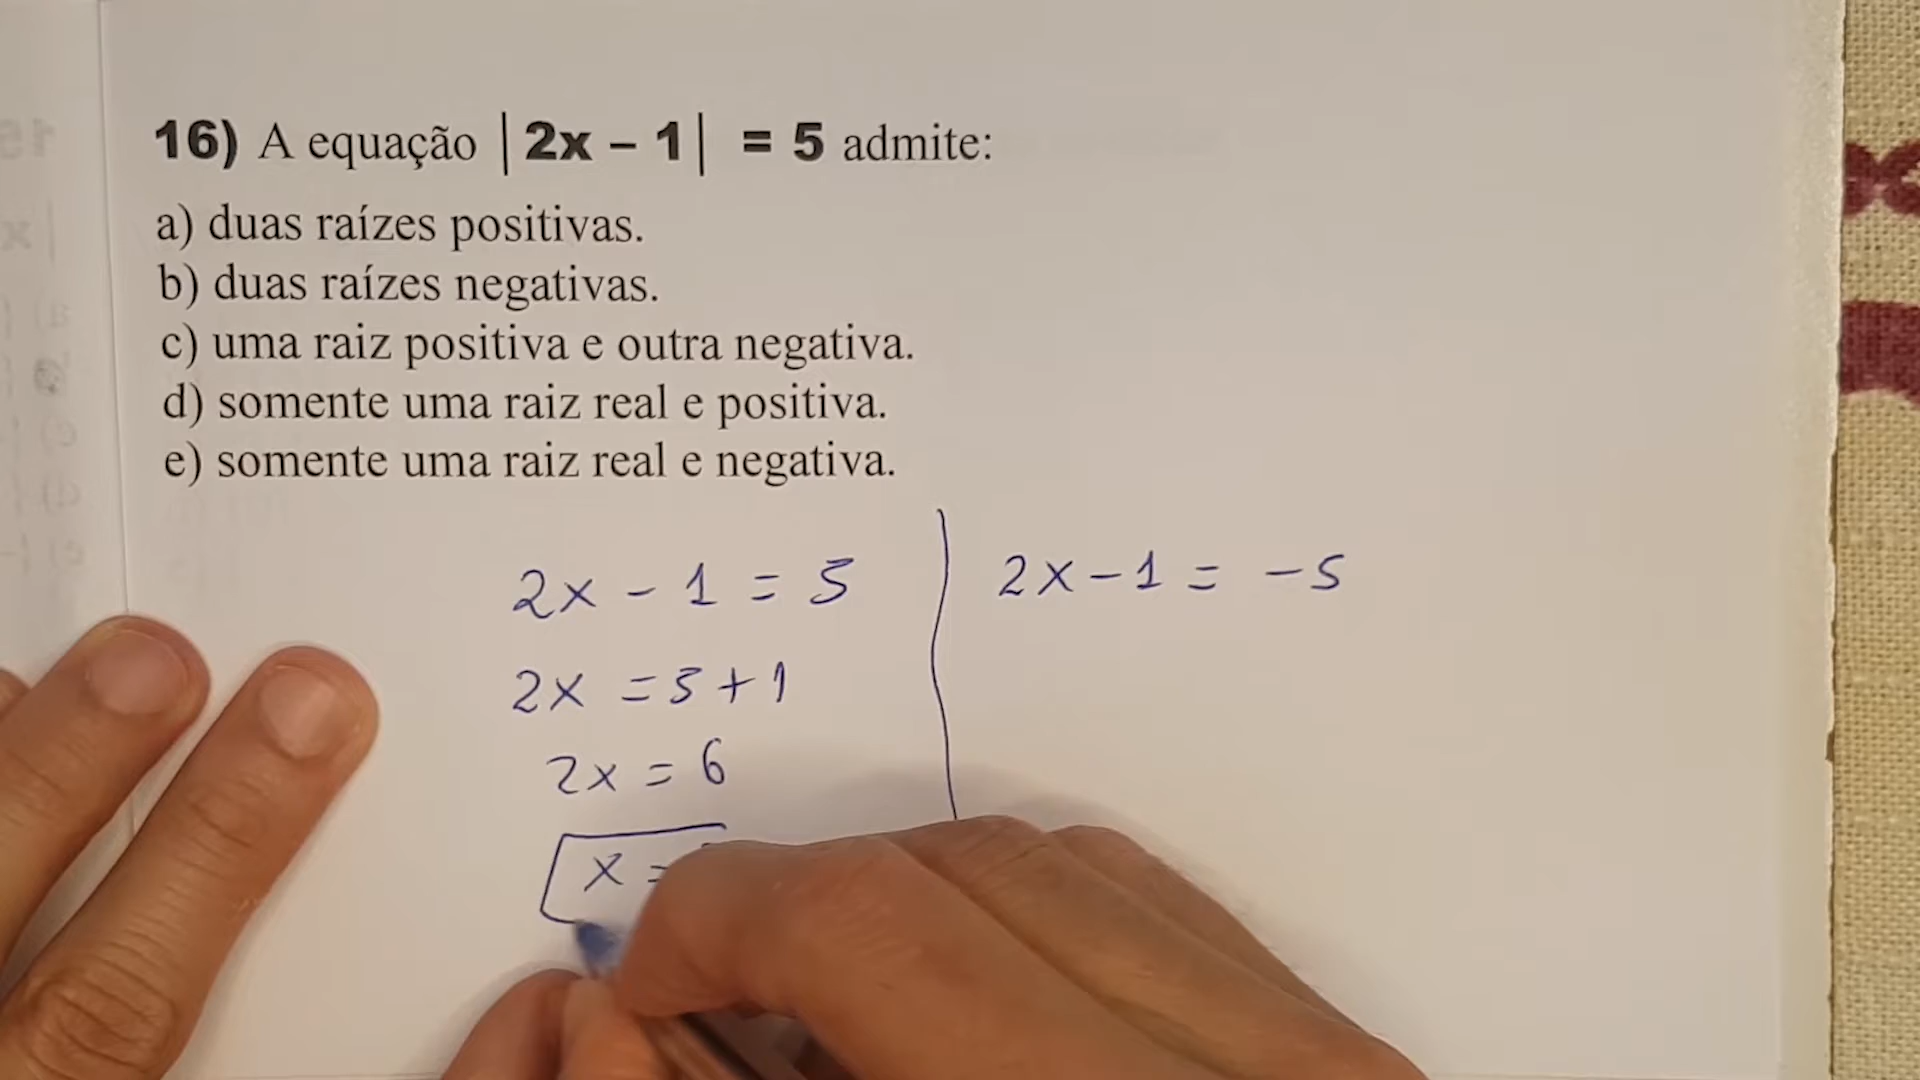 16) A equação |2x – 1| = 5 admite:
a) duas raízes positivas.
b) duas raízes negativas.
c) uma raiz positiva e outra negativa.
d) somente uma raiz real e positiva.
e) somente uma raiz real e negativa.
2x - 1 = 5
2x = 5 + 1
2x = 6
x =
2x - 1 = -5